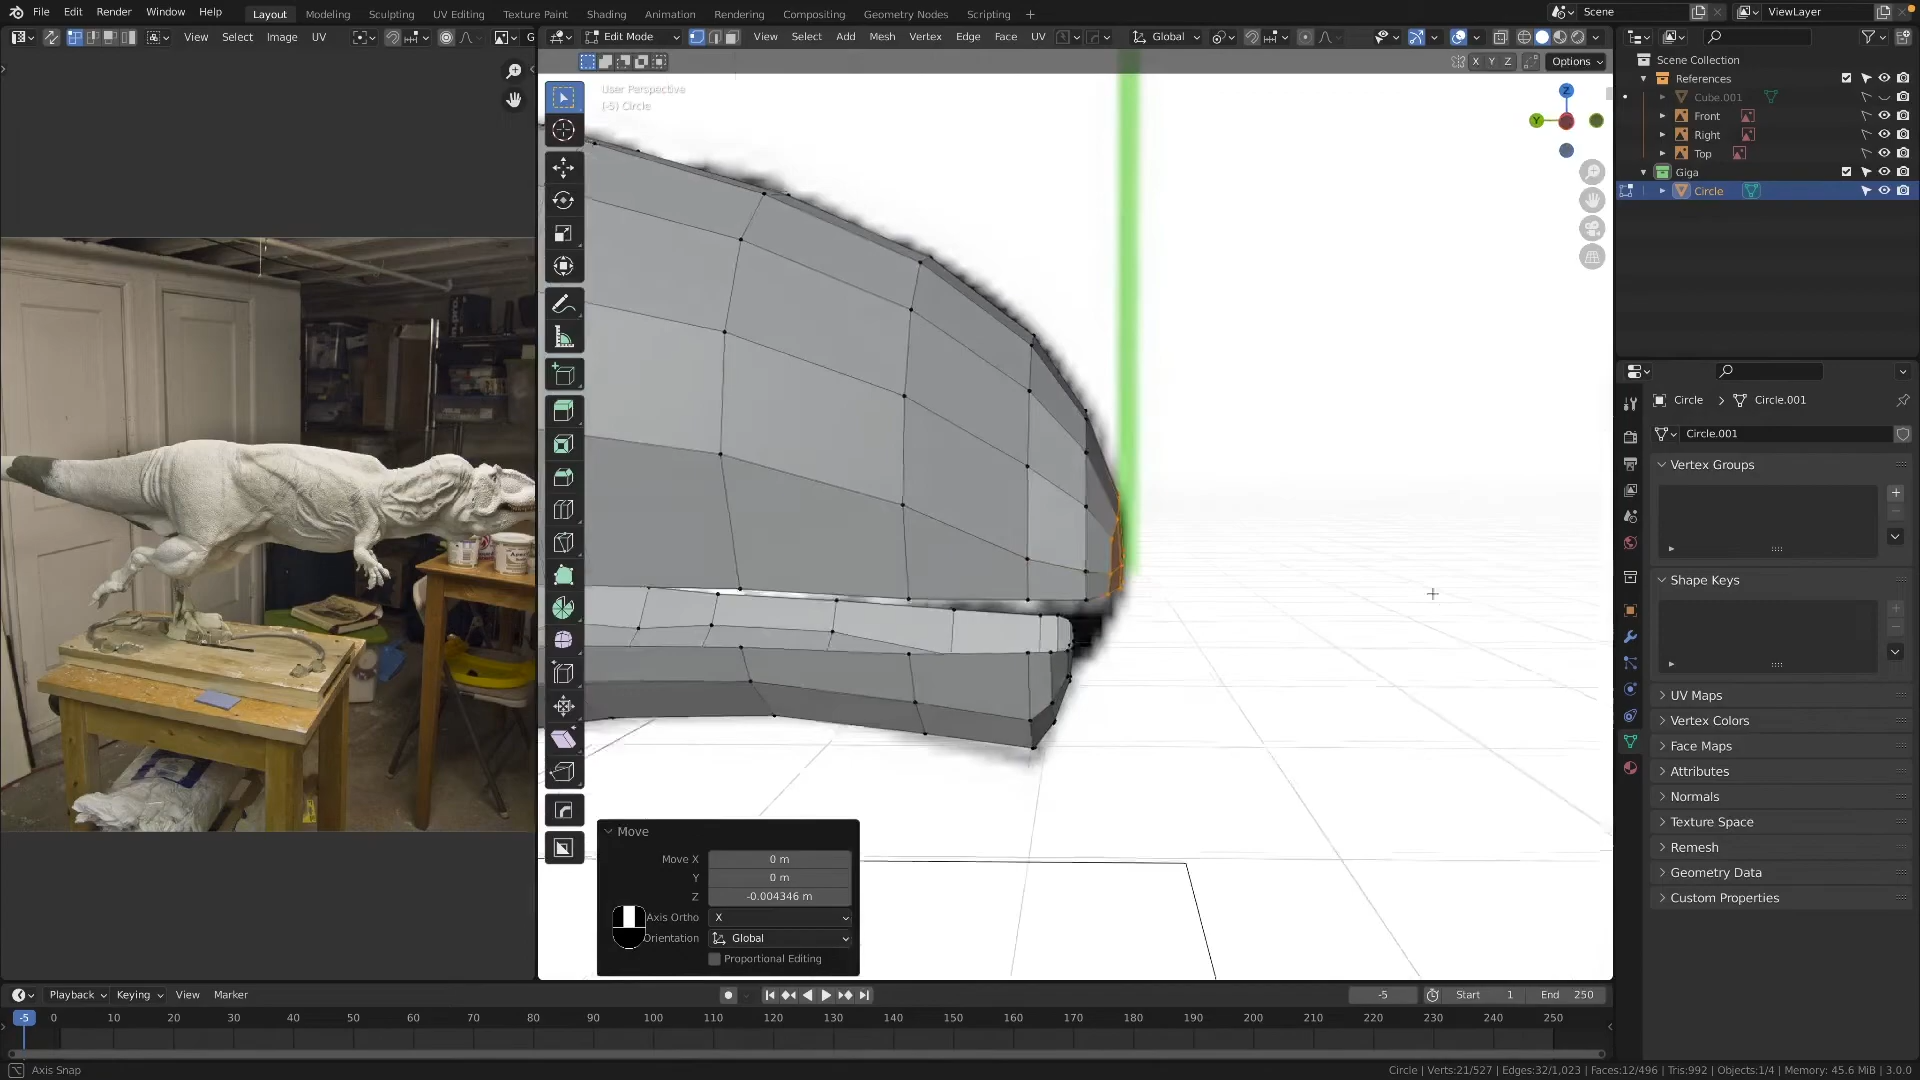 File Edit Render Window Help Layout Modeling Sculpting UV Editing Texture Paint Shading Animation Rendering Compositing Geometry Nodes Scripting + Scene ViewLayer
View Select Image UV G Edit Mode View Select Add Mesh Vertex Edge Face UV Global
X Y Z Options
User Perspective
(-5) Circle
Z
Y
Scene Collection
References
Cube.001
Front
Right
Top
Giga
Circle
Circle > Circle.001
Circle.001
Vertex Groups
Shape Keys
UV Maps
Vertex Colors
Face Maps
Attributes
Normals
Texture Space
Remesh
Geometry Data
Custom Properties
Move
Move X 0 m
Y 0 m
Z -0.004346 m
Axis Ortho X
Orientation Global
Proportional Editing
Playback Keying View Marker -5 Start 1 End 250
-5 0 10 20 30 40 50 60 70 80 90 100 110 120 130 140 150 160 170 180 190 200 210 220 230 240 250
Axis Snap Circle | Verts:21/527 | Edges:32/1,023 | Faces:12/496 | Tris:992 | Objects:1/4 | Memory: 45.6 MiB | 3.0.0